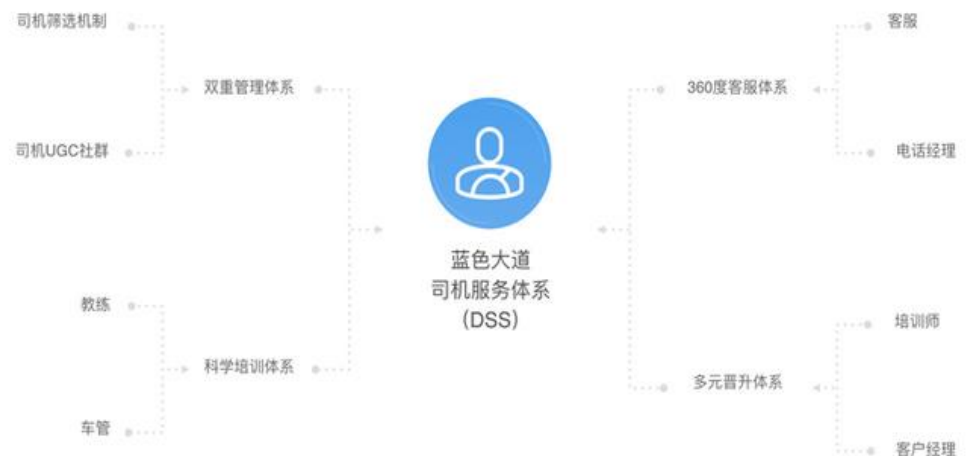 司机筛选机制
双重管理体系
司机UGC社群
教练
科学培训体系
车管
蓝色大道
司机服务体系
（DSS）
客服
360度客服体系
电话经理
培训师
多元晋升体系
客户经理